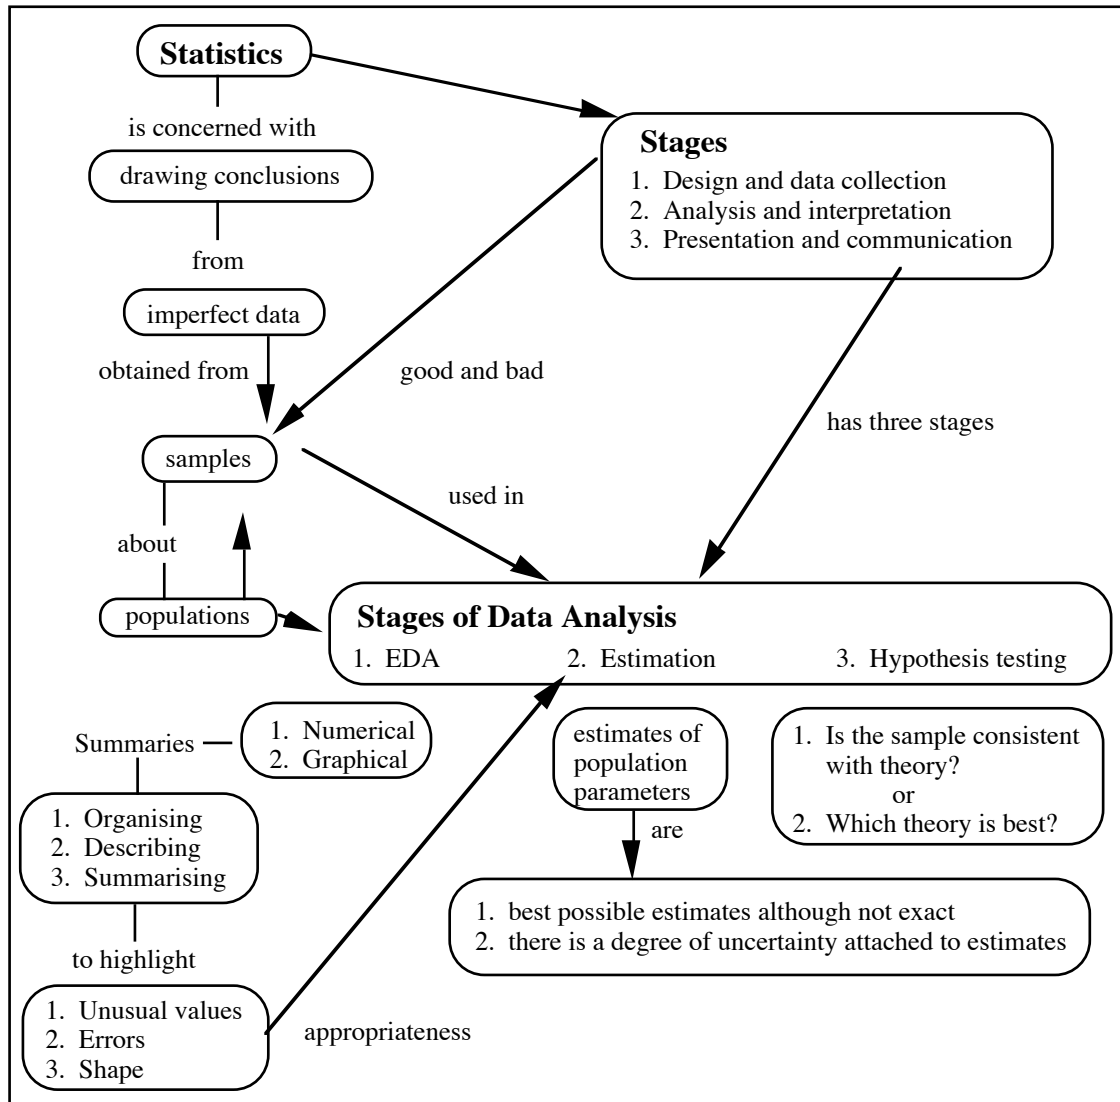 Statistics
is concerned with
drawing conclusions
from
imperfect data
obtained from
samples
about
populations
Stages
1. Design and data collection
2. Analysis and interpretation
3. Presentation and communication
good and bad
has three stages
used in
Stages of Data Analysis
1. EDA
2. Estimation
3. Hypothesis testing
Summaries
1. Numerical
2. Graphical
1. Organising
2. Describing
3. Summarising
to highlight
1. Unusual values
2. Errors
3. Shape
appropriateness
estimates of
population
parameters
are
1. best possible estimates although not exact
2. there is a degree of uncertainty attached to estimates
1. Is the sample consistent
with theory?
or
2. Which theory is best?